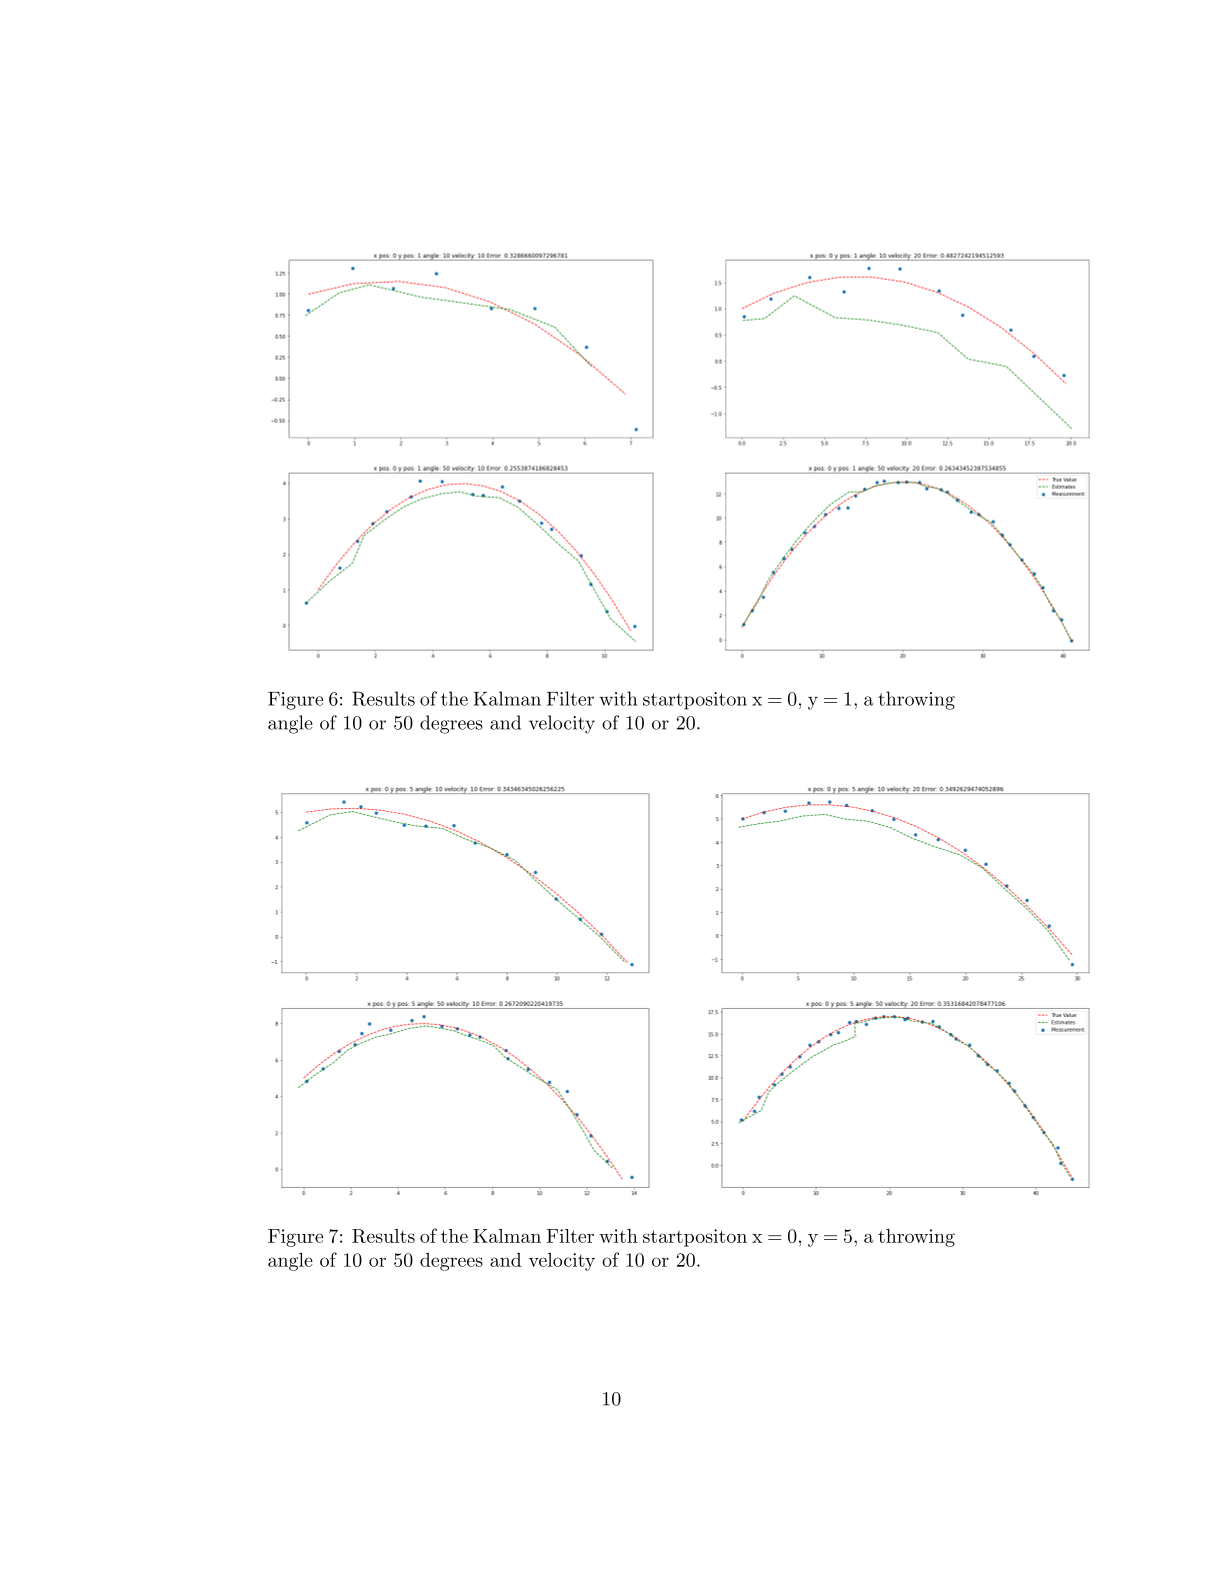 x pos: 0 y pos: 1 angle: 10 velocity: 10 Error: 0.3286660097296781
1.25
1.00
0.75
0.50
0.25
0.00
−0.25
−0.50
0 1 2 3 4 5 6 7
x pos: 0 y pos: 1 angle: 10 velocity: 20 Error: 0.4827242194512593
1.5
1.0
0.5
0.0
−0.5
−1.0
0.0 2.5 5.0 7.5 10.0 12.5 15.0 17.5 20.0
x pos: 0 y pos: 1 angle: 50 velocity: 10 Error: 0.2553874186828453
4
3
2
1
0
0 2 4 6 8 10
x pos: 0 y pos: 1 angle: 50 velocity: 20 Error: 0.26343452387534855
True Value
Estimates
Measurement
12
10
8
6
4
2
0
0 10 20 30 40
Figure 6: Results of the Kalman Filter with startpositon x = 0, y = 1, a throwing
angle of 10 or 50 degrees and velocity of 10 or 20.
x pos: 0 y pos: 5 angle: 10 velocity: 10 Error: 0.34346345026256225
5
4
3
2
1
0
−1
0 2 4 6 8 10 12
x pos: 0 y pos: 5 angle: 10 velocity: 20 Error: 0.3492629474052896
6
5
4
3
2
1
0
−1
0 5 10 15 20 25 30
x pos: 0 y pos: 5 angle: 50 velocity: 10 Error: 0.2672090220419735
8
6
4
2
0
0 2 4 6 8 10 12 14
x pos: 0 y pos: 5 angle: 50 velocity: 20 Error: 0.35316842078477106
True Value
Estimates
Measurement
17.5
15.0
12.5
10.0
7.5
5.0
2.5
0.0
0 10 20 30 40
Figure 7: Results of the Kalman Filter with startpositon x = 0, y = 5, a throwing
angle of 10 or 50 degrees and velocity of 10 or 20.
10